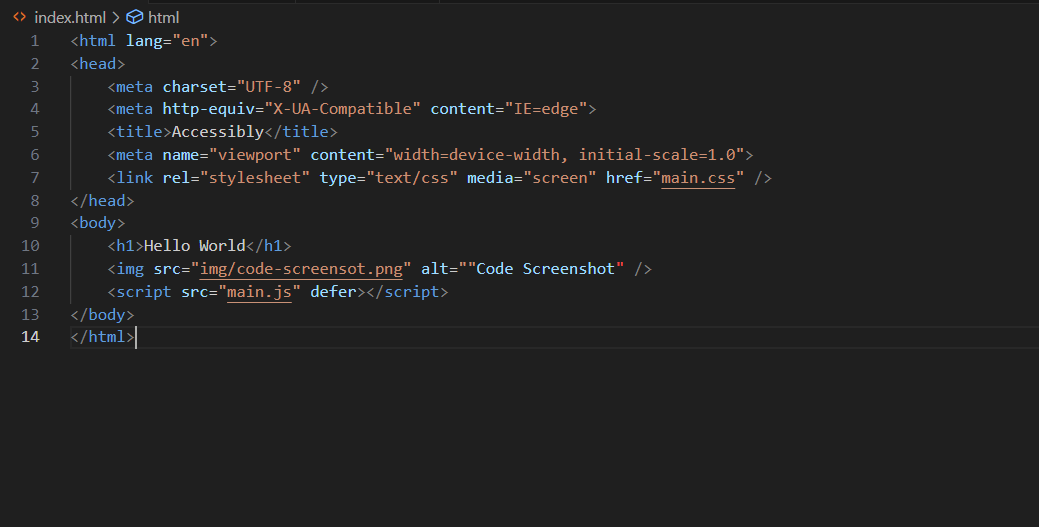 index.html > html
1 <html lang="en">
2 <head>
3 <meta charset="UTF-8" />
4 <meta http-equiv="X-UA-Compatible" content="IE=edge">
5 <title>Accessibly</title>
6 <meta name="viewport" content="width=device-width, initial-scale=1.0">
7 <link rel="stylesheet" type="text/css" media="screen" href="main.css" />
8 </head>
9 <body>
10 <h1>Hello World</h1>
11 <img src="img/code-screensot.png" alt=""Code Screenshot" />
12 <script src="main.js" defer></script>
13 </body>
14 </html>